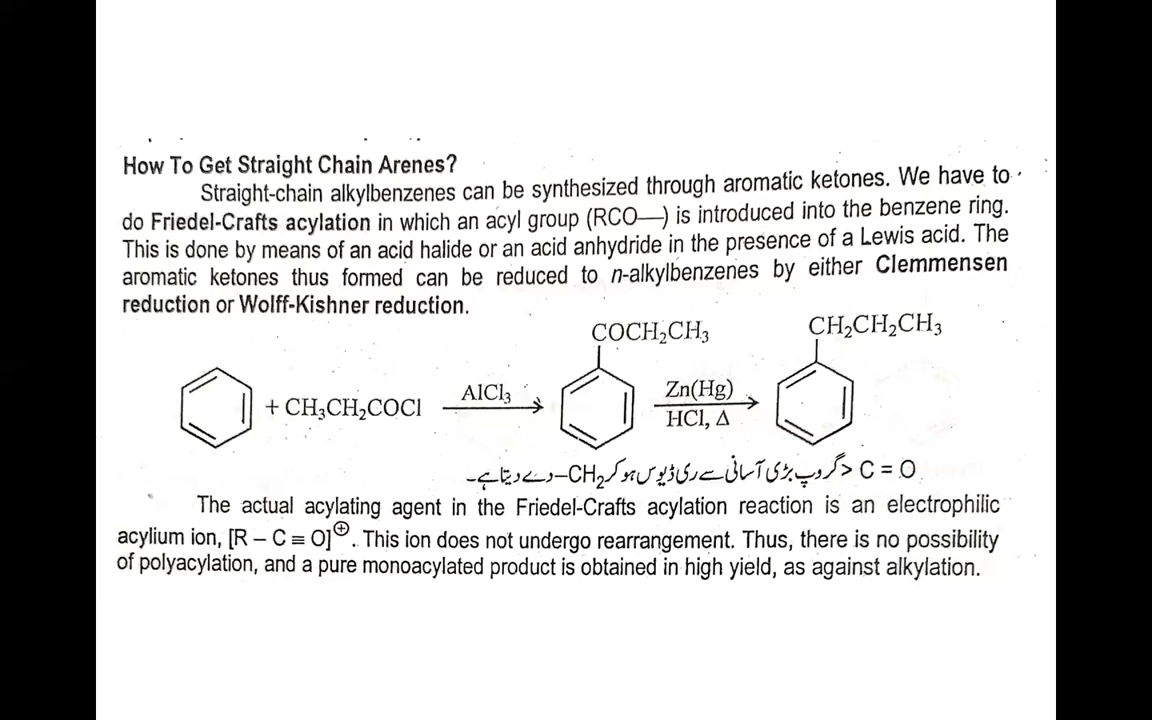 How To Get Straight Chain Arenes?
Straight-chain alkylbenzenes can be synthesized through aromatic ketones. We have to
do Friedel-Crafts acylation in which an acyl group (RCO—) is introduced into the benzene ring.
This is done by means of an acid halide or an acid anhydride in the presence of a Lewis acid. The
aromatic ketones thus formed can be reduced to n-alkylbenzenes by either Clemmensen
reduction or Wolff-Kishner reduction.
COCH₂CH₃
CH₂CH₂CH₃
+ CH₃CH₂COCl
AlCl₃
Zn(Hg)
HCl, Δ
C = O< گروپ بڑی آسانی سے ری ڈیوس ہو کر CH₂– دے دیتا ہے۔
The actual acylating agent in the Friedel-Crafts acylation reaction is an electrophilic
acylium ion, [R – C ≡ O]⊕. This ion does not undergo rearrangement. Thus, there is no possibility
of polyacylation, and a pure monoacylated product is obtained in high yield, as against alkylation.